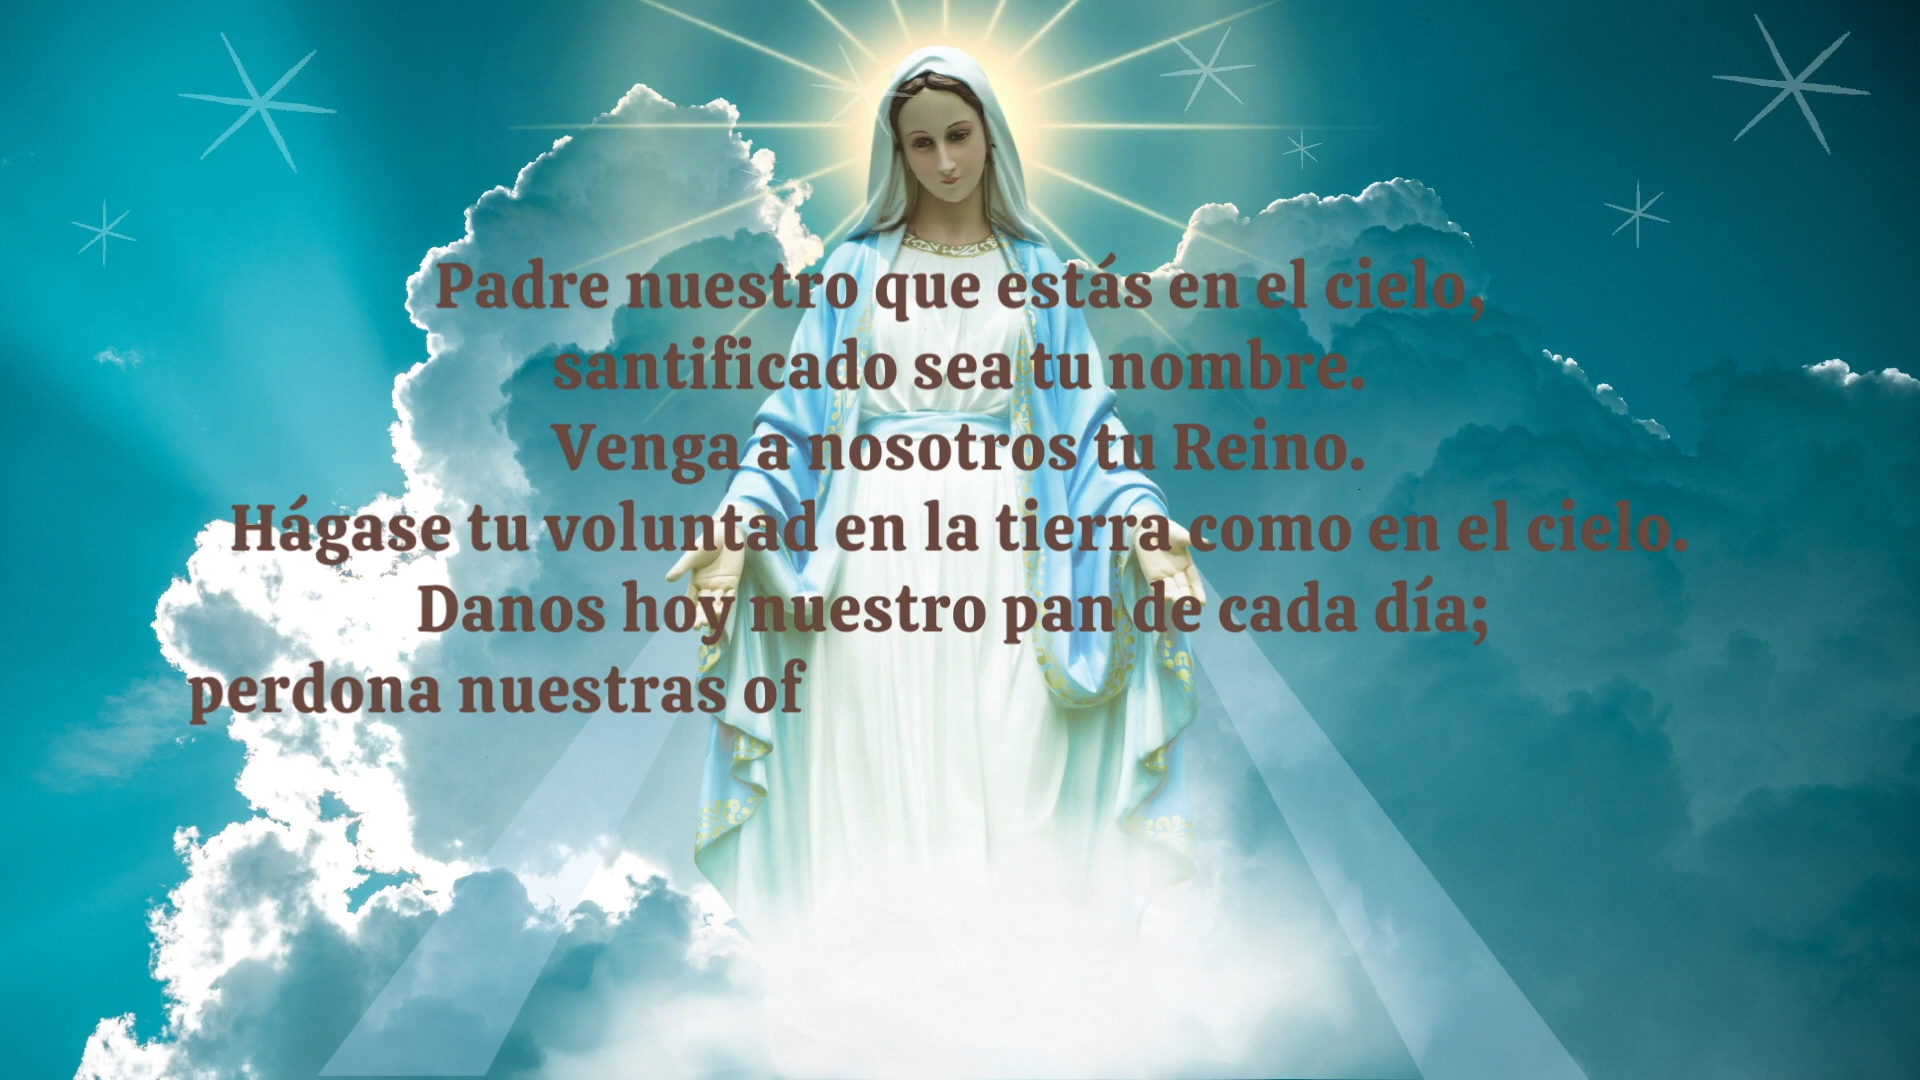 Padre nuestro que estás en el cielo,
santificado sea tu nombre.
Venga a nosotros tu Reino.
Hágase tu voluntad en la tierra como en el cielo.
Danos hoy nuestro pan de cada día;
perdona nuestras of